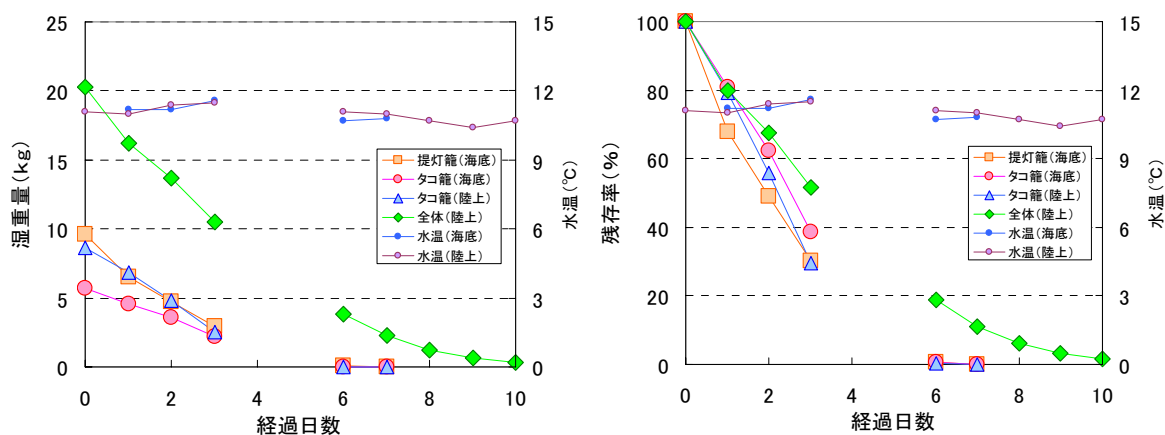 湿重量(kg)
25
20
15
10
5
0
15
12
9
6
3
0
水温(℃)
提灯籠(海底)
タコ籠(海底)
タコ籠(陸上)
全体(陸上)
水温(海底)
水温(陸上)
0 2 4 6 8 10
経過日数
残存率(%)
100
80
60
40
20
0
15
12
9
6
3
0
水温(℃)
提灯籠(海底)
タコ籠(海底)
タコ籠(陸上)
全体(陸上)
水温(海底)
水温(陸上)
0 2 4 6 8 10
経過日数